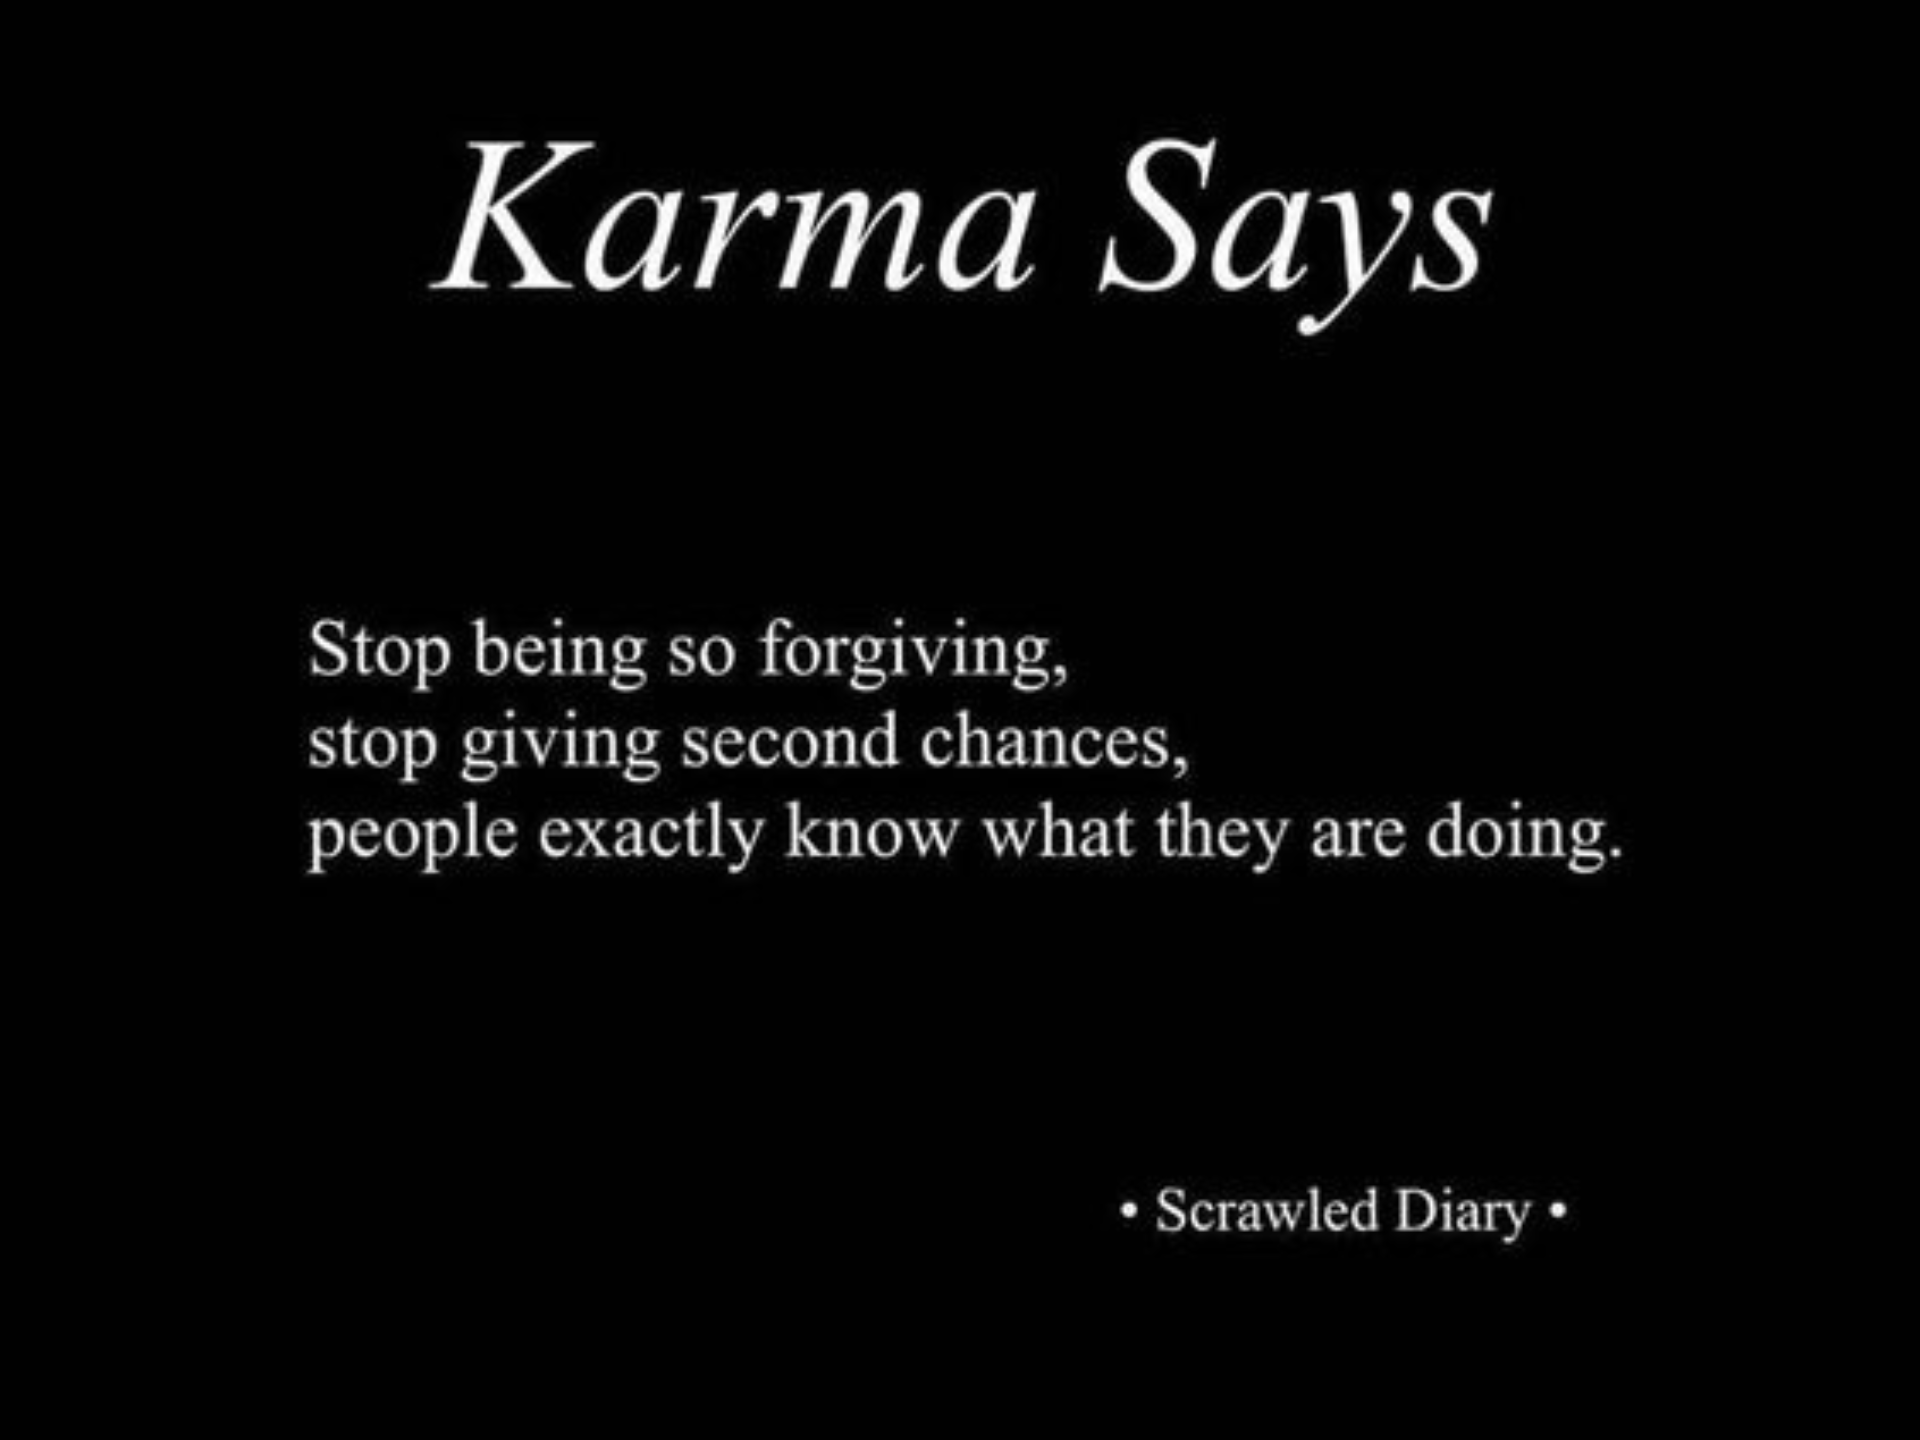 Karma Says
Stop being so forgiving,
stop giving second chances,
people exactly know what they are doing.
• Scrawled Diary •